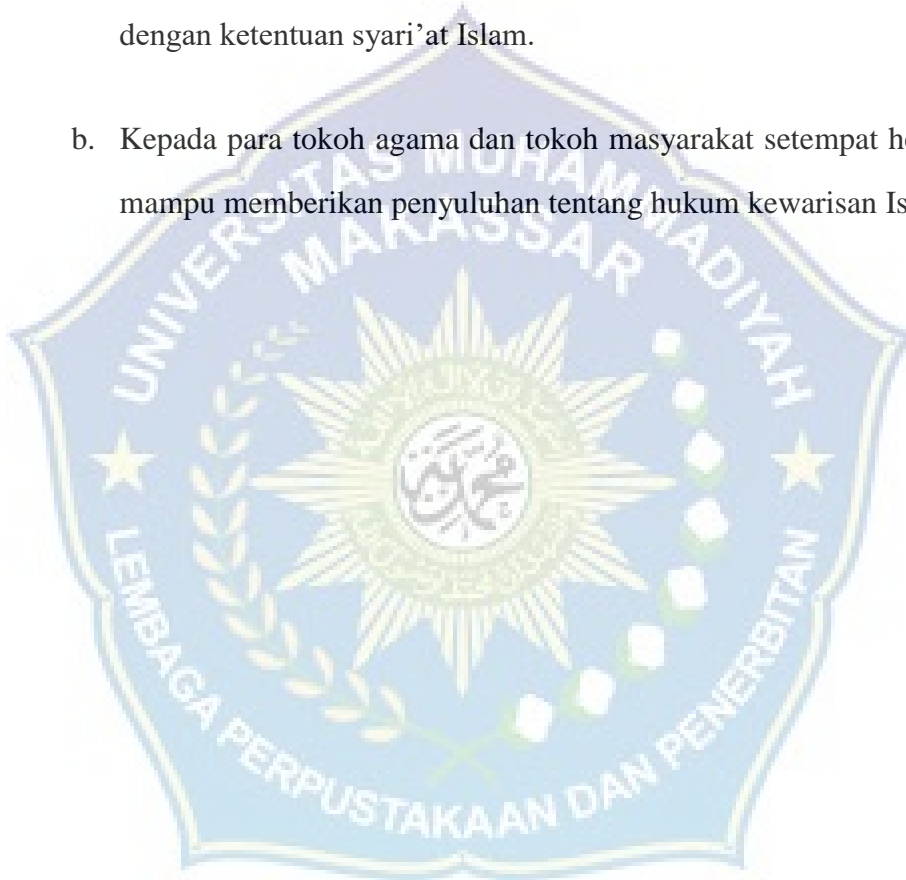 dengan ketentuan syari’at Islam.
b. Kepada para tokoh agama dan tokoh masyarakat setempat
mampu memberikan penyuluhan tentang hukum kewarisan
UNIVERSITAS MUHAMMADIYAH
MAKASSAR
LEMBAGA PERPUSTAKAAN DAN PENERBITAN